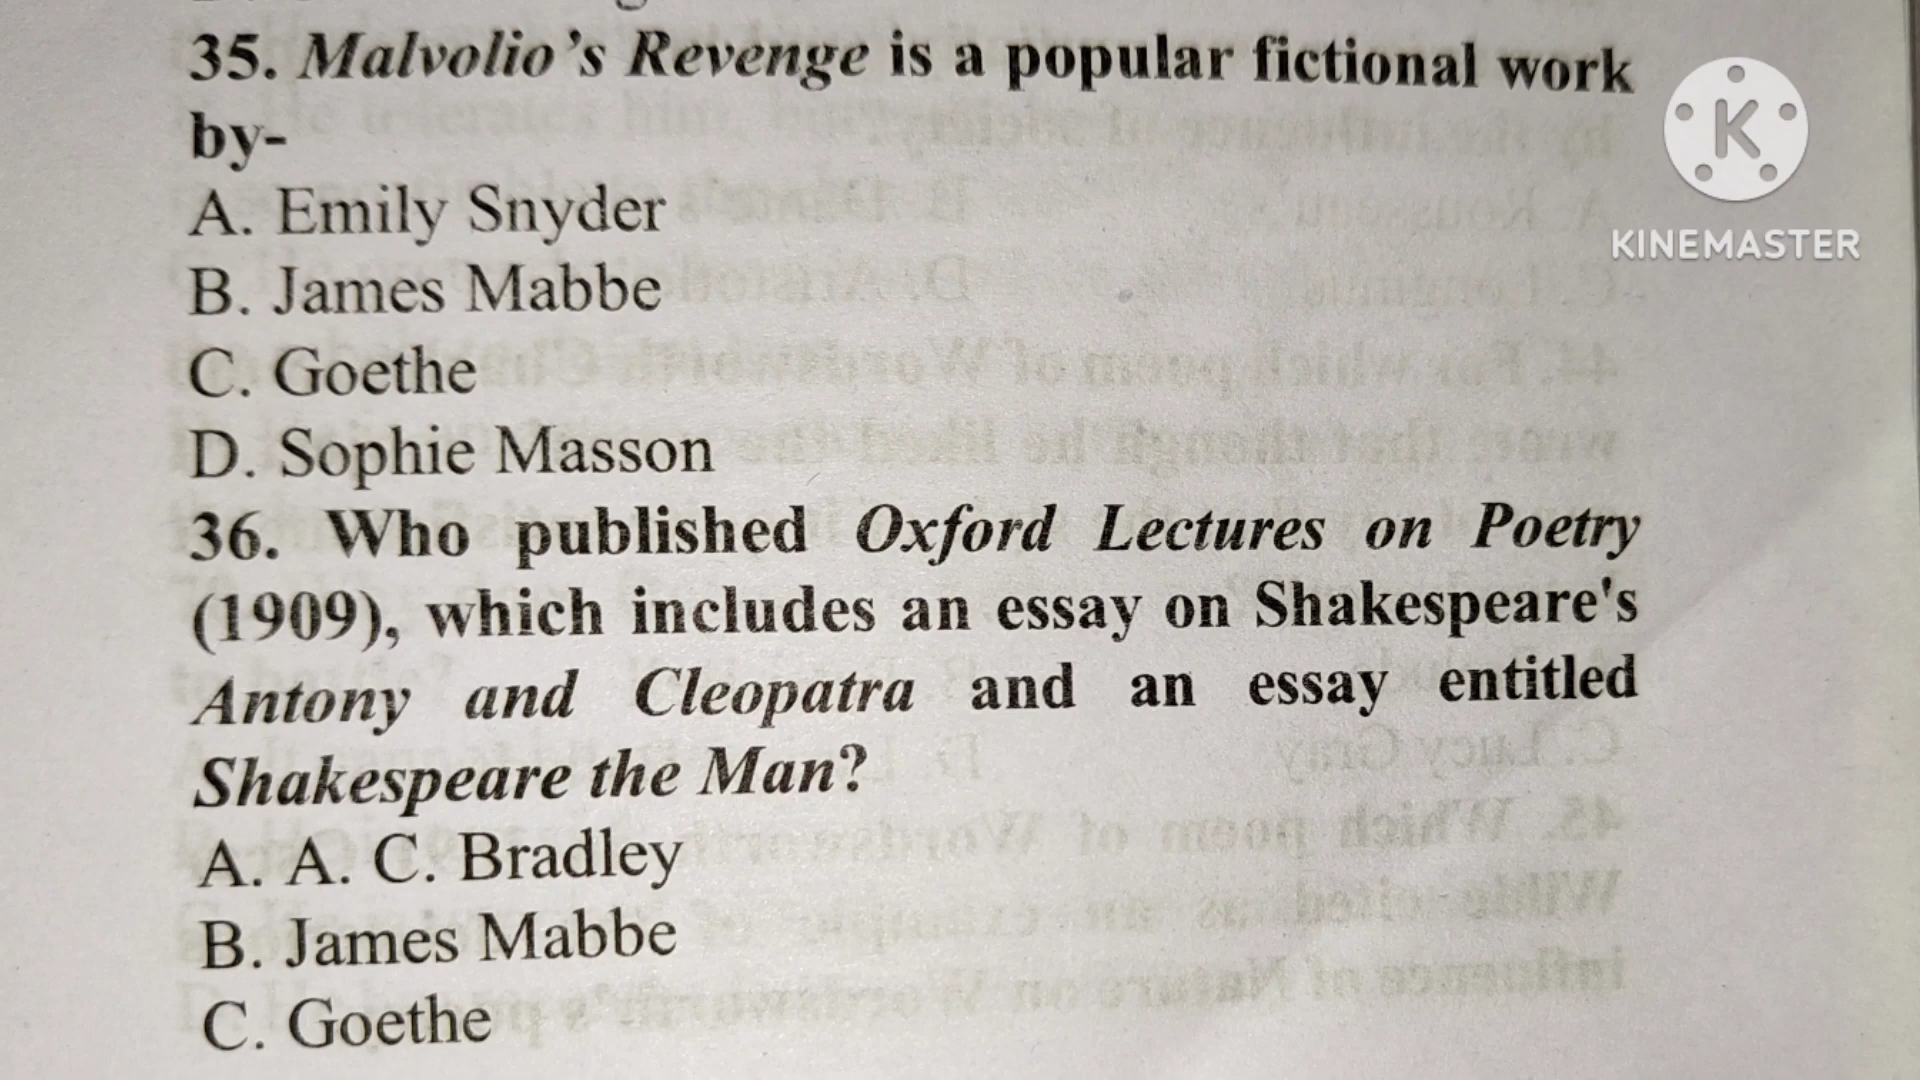 35. Malvolio's Revenge is a popular fictional work
by-
A. Emily Snyder
B. James Mabbe
C. Goethe
D. Sophie Masson
36. Who published Oxford Lectures on Poetry
(1909), which includes an essay on Shakespeare's
Antony and Cleopatra and an essay entitled
Shakespeare the Man?
A. A. C. Bradley
B. James Mabbe
C. Goethe
K
KINEMASTER